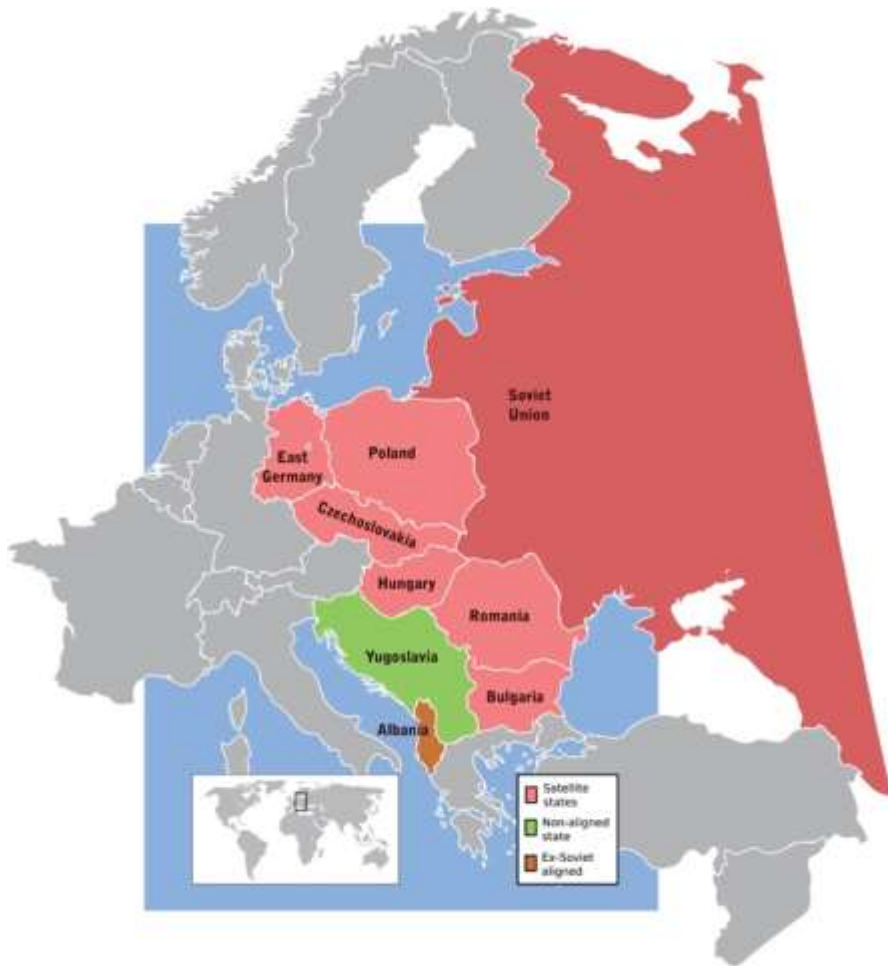 Soviet
Union
Poland
East
Germany
Czechoslovakia
Hungary
Romania
Yugoslavia
Bulgaria
Albania
Satellite
states
Non-aligned
state
Ex-Soviet
aligned